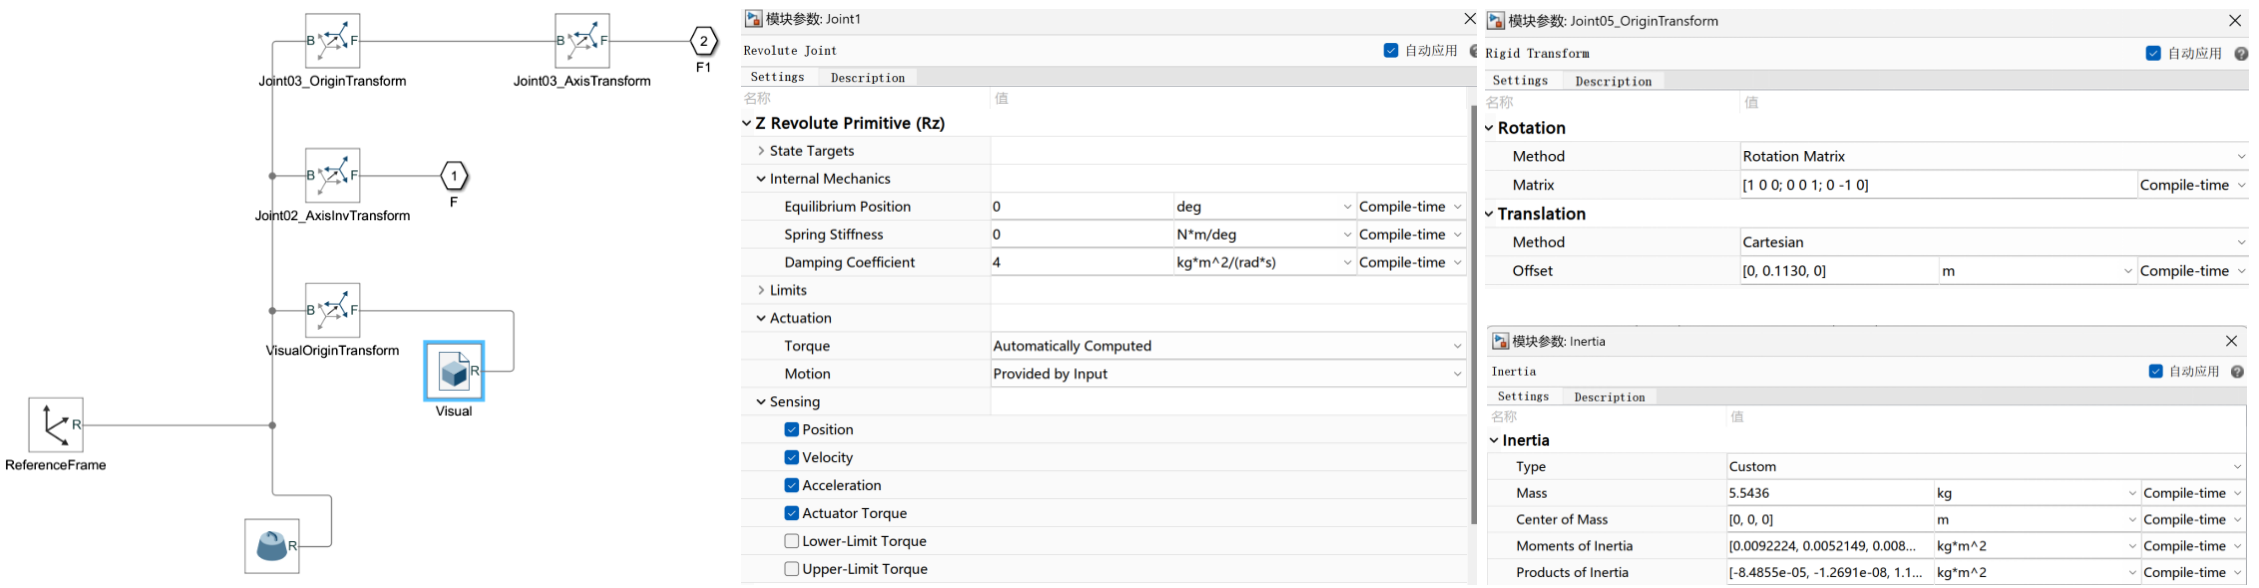 B F
Joint03_OriginTransform
B F
Joint03_AxisTransform
2
F1
B F
Joint02_AxisInvTransform
1
F
B F
VisualOriginTransform
R
Visual
R
ReferenceFrame
R
模块参数: Joint1
Revolute Joint
自动应用
Settings Description
名称 值
Z Revolute Primitive (Rz)
State Targets
Internal Mechanics
Equilibrium Position 0 deg Compile-time
Spring Stiffness 0 N*m/deg Compile-time
Damping Coefficient 4 kg*m^2/(rad*s) Compile-time
Limits
Actuation
Torque Automatically Computed
Motion Provided by Input
Sensing
Position
Velocity
Acceleration
Actuator Torque
Lower-Limit Torque
Upper-Limit Torque
模块参数: Joint05_OriginTransform
Rigid Transform
自动应用
Settings Description
名称 值
Rotation
Method Rotation Matrix
Matrix [1 0 0; 0 0 1; 0 -1 0] Compile-time
Translation
Method Cartesian
Offset [0, 0.1130, 0] m Compile-time
模块参数: Inertia
Inertia
自动应用
Settings Description
名称 值
Inertia
Type Custom
Mass 5.5436 kg Compile-time
Center of Mass [0, 0, 0] m Compile-time
Moments of Inertia [0.0092224, 0.0052149, 0.008... kg*m^2 Compile-time
Products of Inertia [-8.4855e-05, -1.2691e-08, 1.1... kg*m^2 Compile-time